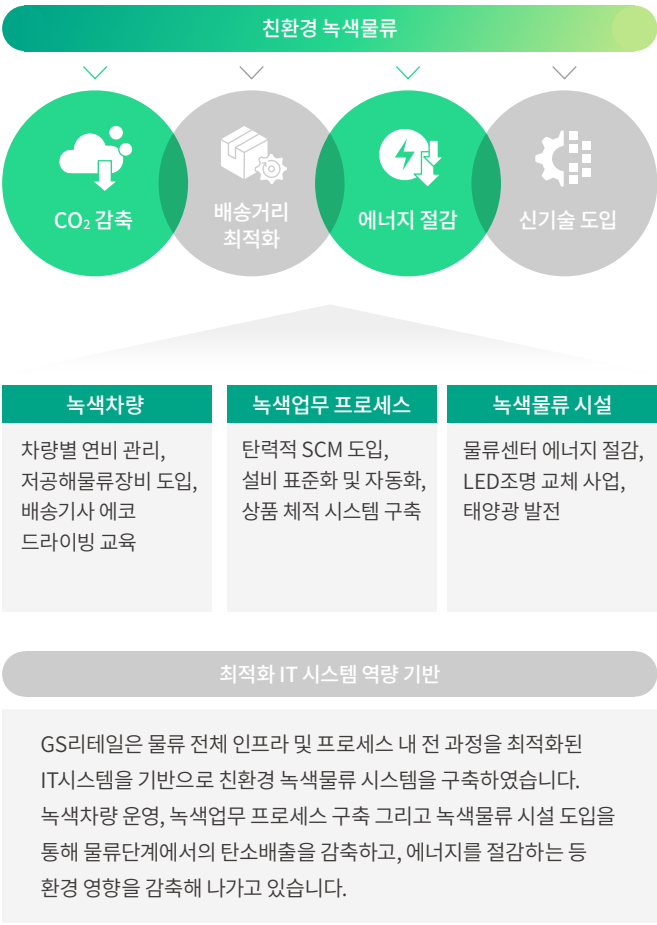 친환경 녹색물류
CO₂ 감축
배송거리
최적화
에너지 절감
신기술 도입
녹색차량
차량별 연비 관리,
저공해물류장비 도입,
배송기사 에코
드라이빙 교육
녹색업무 프로세스
탄력적 SCM 도입,
설비 표준화 및 자동화,
상품 체적 시스템 구축
녹색물류 시설
물류센터 에너지 절감,
LED조명 교체 사업,
태양광 발전
최적화 IT 시스템 역량 기반
GS리테일은 물류 전체 인프라 및 프로세스 내 전 과정을 최적화된
IT시스템을 기반으로 친환경 녹색물류 시스템을 구축하였습니다.
녹색차량 운영, 녹색업무 프로세스 구축 그리고 녹색물류 시설 도입을
통해 물류단계에서의 탄소배출을 감축하고, 에너지를 절감하는 등
환경 영향을 감축해 나가고 있습니다.